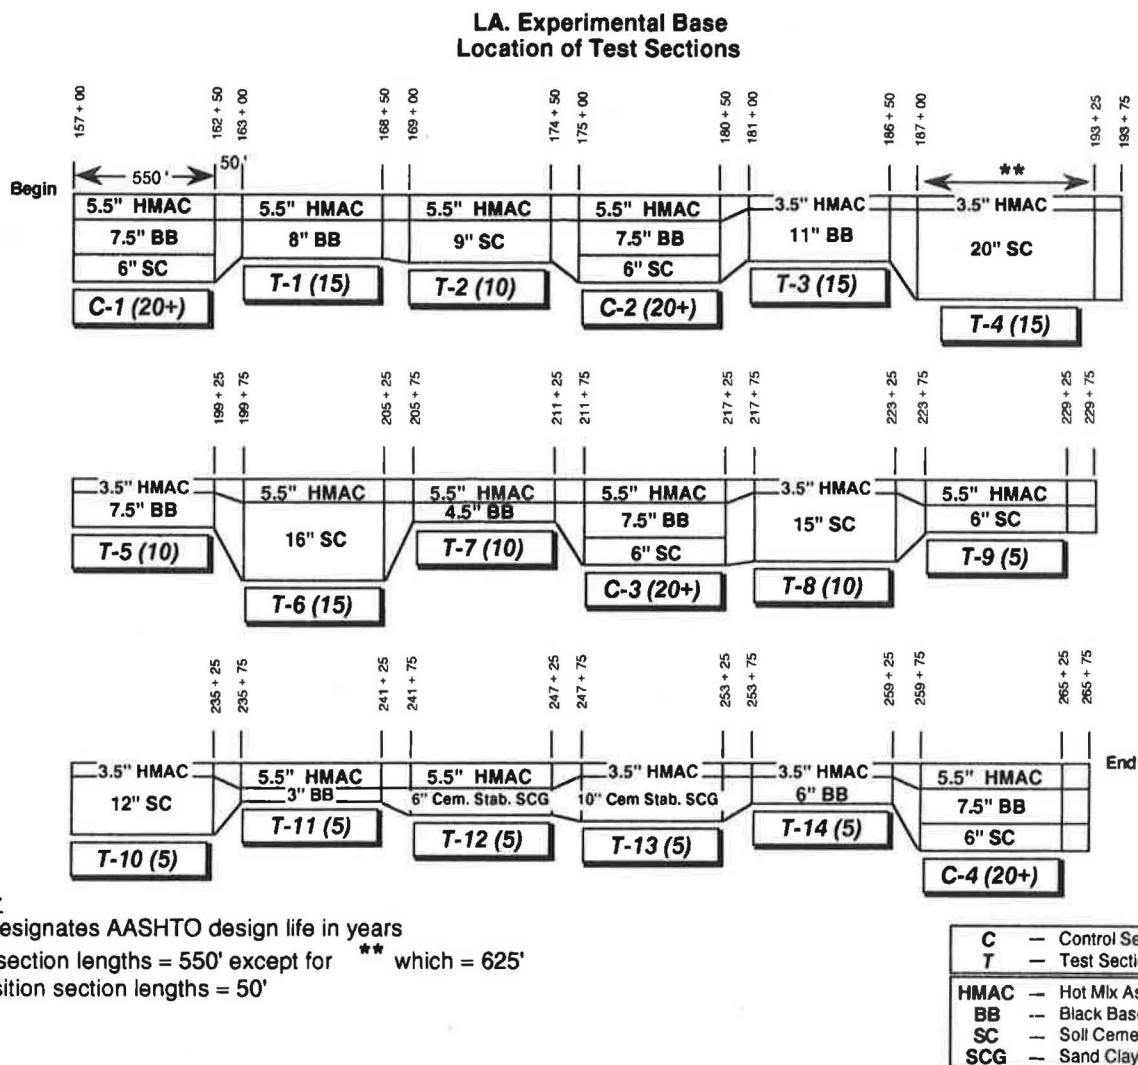 LA. Experimental Base
Location of Test Sections
157 + 00
162 + 50
163 + 00
168 + 50
169 + 00
174 + 50
175 + 00
180 + 50
181 + 00
186 + 50
187 + 00
193 + 25
193 + 75
Begin
550'
50'
**
5.5" HMAC
5.5" HMAC
5.5" HMAC
5.5" HMAC
3.5" HMAC
3.5" HMAC
7.5" BB
8" BB
9" SC
7.5" BB
11" BB
20" SC
6" SC
6" SC
C-1 (20+)
T-1 (15)
T-2 (10)
C-2 (20+)
T-3 (15)
T-4 (15)
199 + 25
199 + 75
205 + 25
205 + 75
211 + 25
211 + 75
217 + 25
217 + 75
223 + 25
223 + 75
229 + 25
229 + 75
3.5" HMAC
5.5" HMAC
5.5" HMAC
5.5" HMAC
3.5" HMAC
5.5" HMAC
7.5" BB
16" SC
4.5" BB
7.5" BB
15" SC
6" SC
6" SC
T-5 (10)
T-6 (15)
T-7 (10)
C-3 (20+)
T-8 (10)
T-9 (5)
235 + 25
235 + 75
241 + 25
241 + 75
247 + 25
247 + 75
253 + 25
253 + 75
259 + 25
259 + 75
265 + 25
265 + 75
End
3.5" HMAC
5.5" HMAC
5.5" HMAC
3.5" HMAC
3.5" HMAC
5.5" HMAC
12" SC
3" BB
6" Cem. Stab. SCG
10" Cem Stab. SCG
6" BB
7.5" BB
6" SC
T-10 (5)
T-11 (5)
T-12 (5)
T-13 (5)
T-14 (5)
C-4 (20+)
esignates AASHTO design life in years
section lengths = 550' except for ** which = 625'
sition section lengths = 50'
C – Control Se
T – Test Secti
HMAC – Hot Mix As
BB -- Black Base
SC – Soil Ceme
SCG – Sand Clay